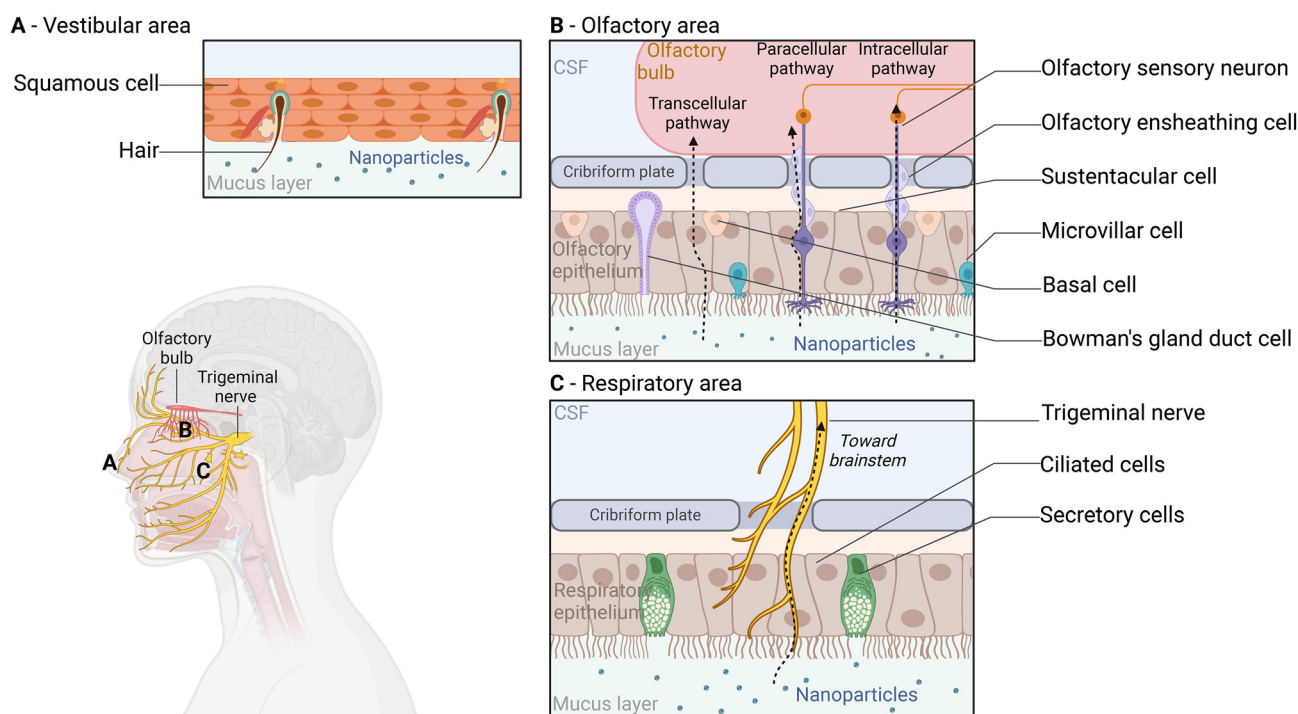 A - Vestibular area
Squamous cell
Hair
Nanoparticles
Mucus layer
Olfactory
bulb
Trigeminal
nerve
A
B
C
B - Olfactory area
CSF
Olfactory
bulb
Paracellular
pathway
Intracellular
pathway
Transcellular
pathway
Cribriform plate
Olfactory
epithelium
Mucus layer
Nanoparticles
Olfactory sensory neuron
Olfactory ensheathing cell
Sustentacular cell
Microvillar cell
Basal cell
Bowman's gland duct cell
C - Respiratory area
CSF
Toward
brainstem
Cribriform plate
Respiratory
epithelium
Mucus layer
Nanoparticles
Trigeminal nerve
Ciliated cells
Secretory cells